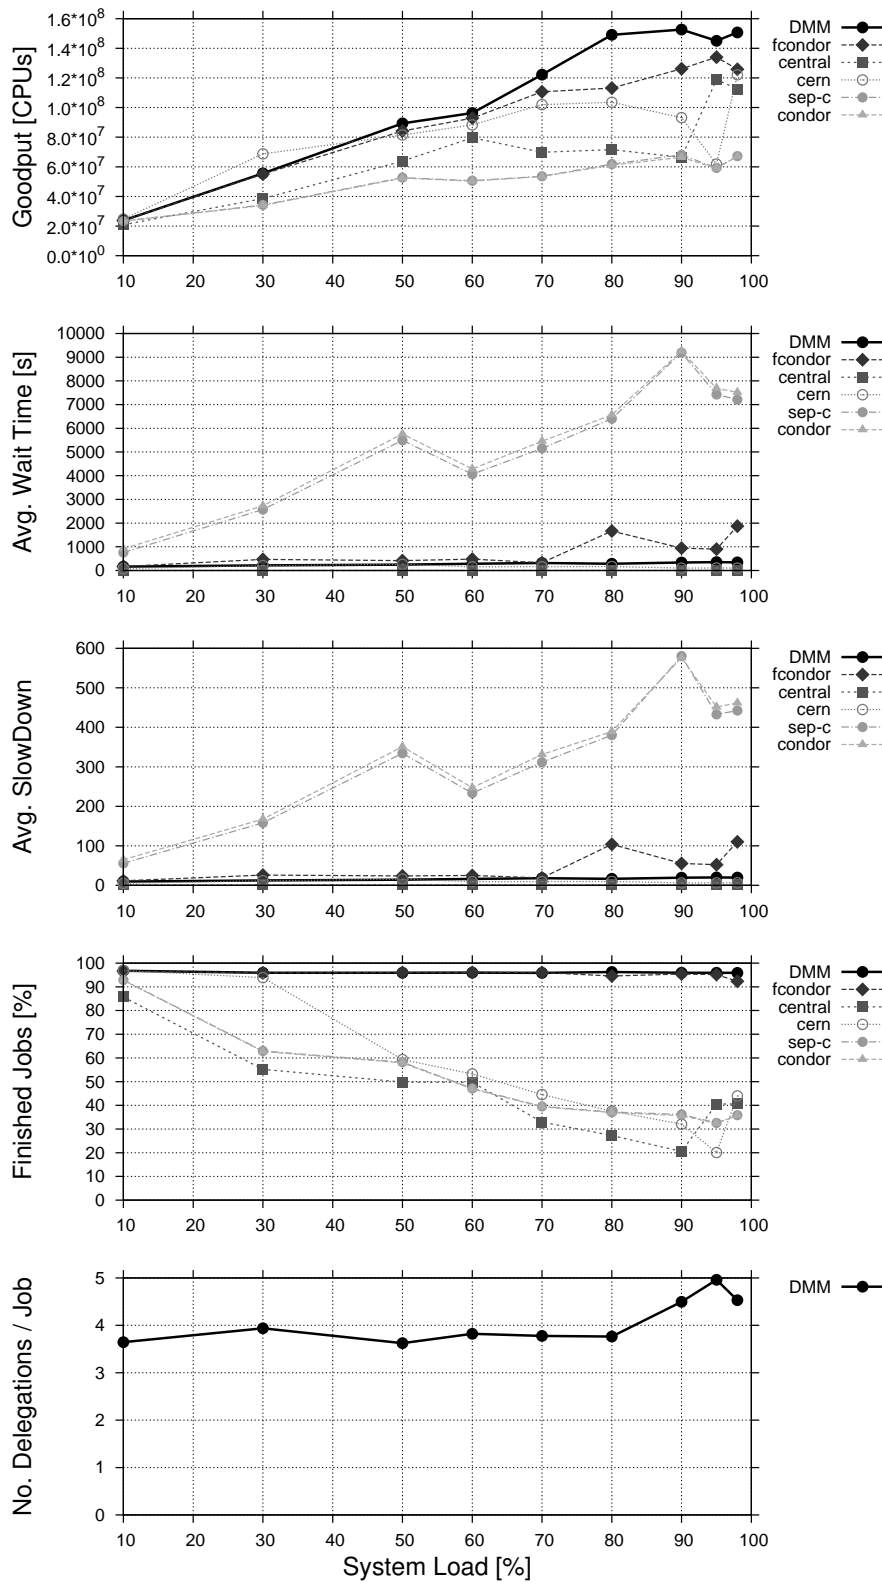 Goodput [CPUs]
1.6*10^8
1.4*10^8
1.2*10^8
1.0*10^8
8.0*10^7
6.0*10^7
4.0*10^7
2.0*10^7
0.0*10^0
10 20 30 40 50 60 70 80 90 100
DMM
fcondor
central
cern
sep-c
condor
Avg. Wait Time [s]
10000
9000
8000
7000
6000
5000
4000
3000
2000
1000
0
10 20 30 40 50 60 70 80 90 100
DMM
fcondor
central
cern
sep-c
condor
Avg. SlowDown
600
500
400
300
200
100
0
10 20 30 40 50 60 70 80 90 100
DMM
fcondor
central
cern
sep-c
condor
Finished Jobs [%]
100
90
80
70
60
50
40
30
20
10
0
10 20 30 40 50 60 70 80 90 100
DMM
fcondor
central
cern
sep-c
condor
No. Delegations / Job
5
4
3
2
1
0
10 20 30 40 50 60 70 80 90 100
DMM
System Load [%]